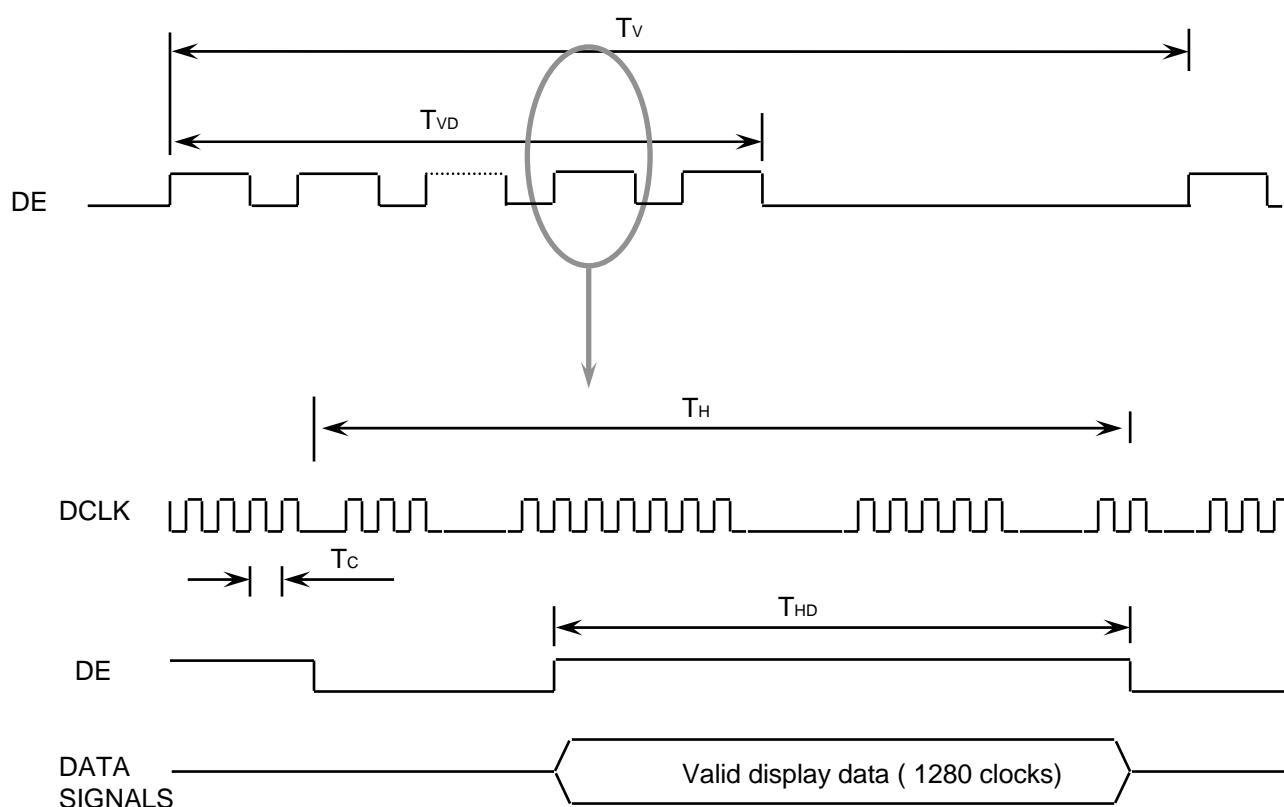 TV
TVD
DE
TH
DCLK
TC
THD
DE
DATA
SIGNALS
Valid display data ( 1280 clocks)